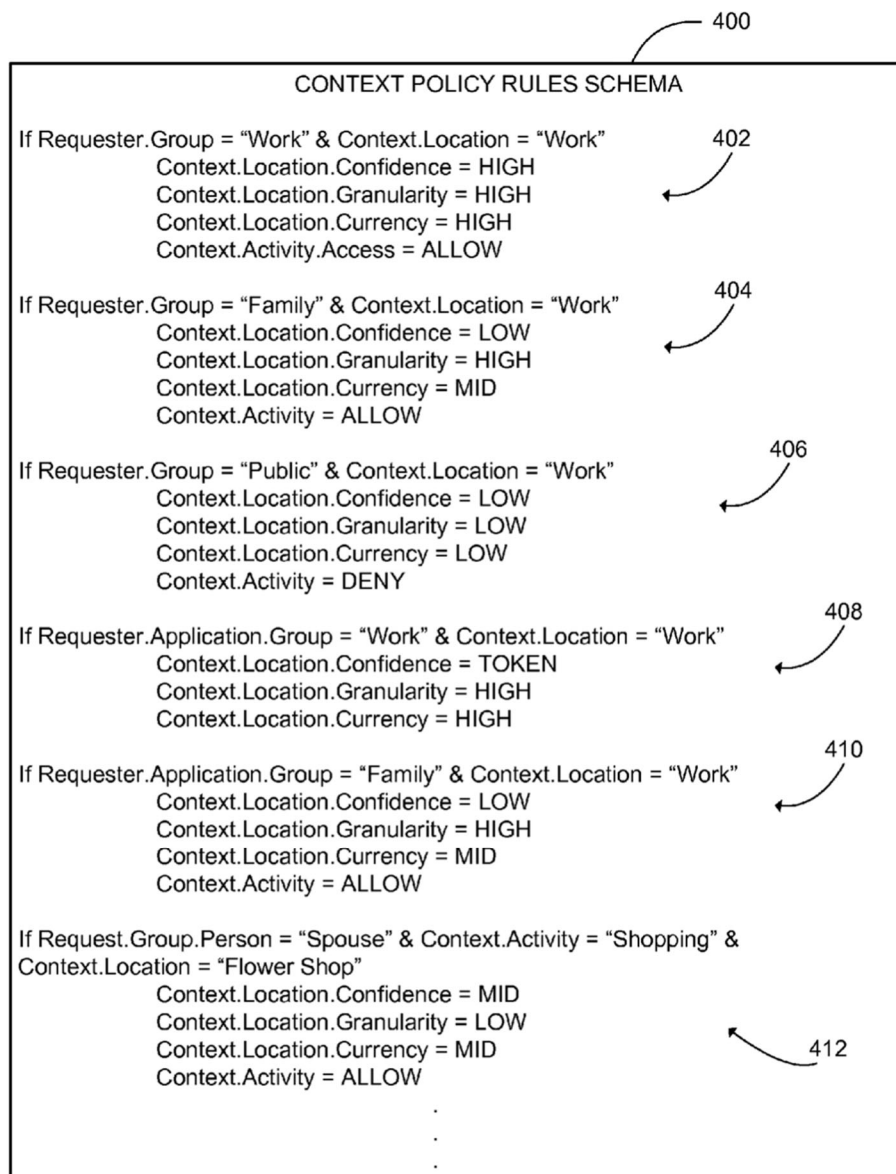 400
CONTEXT POLICY RULES SCHEMA
If Requester.Group = “Work” & Context.Location = “Work”
402
Context.Location.Confidence = HIGH
Context.Location.Granularity = HIGH
Context.Location.Currency = HIGH
Context.Activity.Access = ALLOW
404
If Requester.Group = “Family” & Context.Location = “Work”
Context.Location.Confidence = LOW
Context.Location.Granularity = HIGH
Context.Location.Currency = MID
Context.Activity = ALLOW
406
If Requester.Group = “Public” & Context.Location = “Work”
Context.Location.Confidence = LOW
Context.Location.Granularity = LOW
Context.Location.Currency = LOW
Context.Activity = DENY
408
If Requester.Application.Group = “Work” & Context.Location = “Work”
Context.Location.Confidence = TOKEN
Context.Location.Granularity = HIGH
Context.Location.Currency = HIGH
410
If Requester.Application.Group = “Family” & Context.Location = “Work”
Context.Location.Confidence = LOW
Context.Location.Granularity = HIGH
Context.Location.Currency = MID
Context.Activity = ALLOW
If Request.Group.Person = “Spouse” & Context.Activity = “Shopping” &
Context.Location = “Flower Shop”
Context.Location.Confidence = MID
Context.Location.Granularity = LOW
Context.Location.Currency = MID
412
Context.Activity = ALLOW
.
.
.